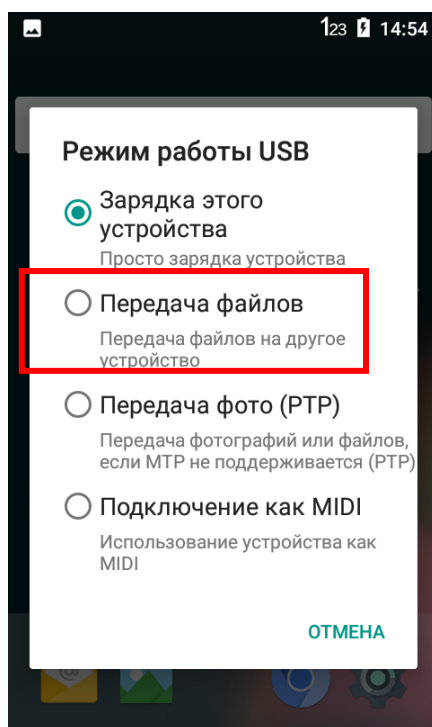 123 14:54
Режим работы USB
Зарядка этого
устройства
Просто зарядка устройства
Передача файлов
Передача файлов на другое
устройство
Передача фото (PTP)
Передача фотографий или файлов,
если MTP не поддерживается (PTP)
Подключение как MIDI
Использование устройства как
MIDI
ОТМЕНА
@